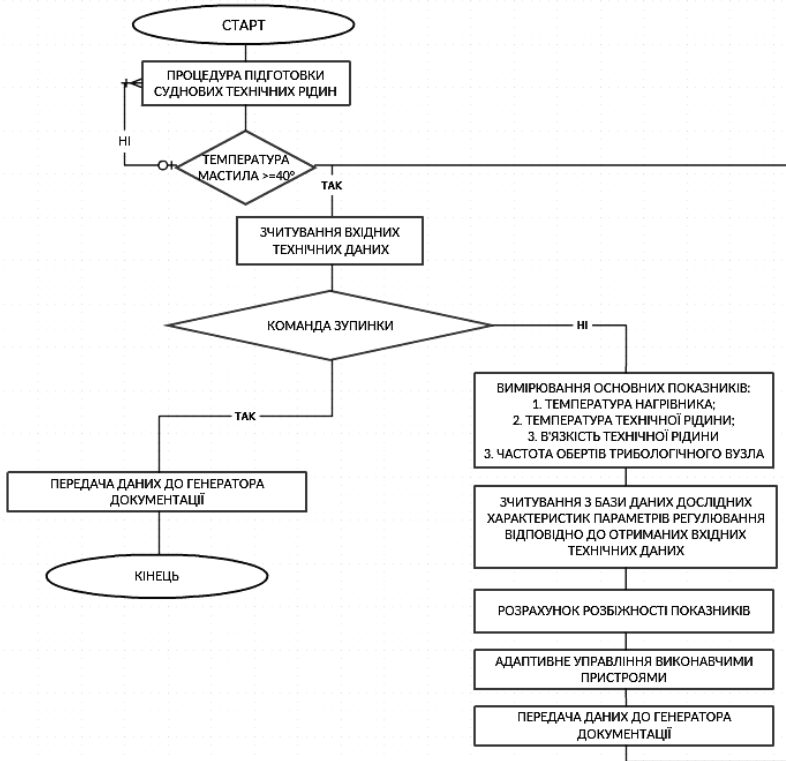 СТАРТ
ПРОЦЕДУРА ПІДГОТОВКИ
СУДНОВИХ ТЕХНІЧНИХ РІДИН
НІ
ТЕМПЕРАТУРА
МАСТИЛА >=40°
ТАК
ЗЧИТУВАННЯ ВХІДНИХ
ТЕХНІЧНИХ ДАНИХ
КОМАНДА ЗУПИНКИ
НІ
ВИМІРЮВАННЯ ОСНОВНИХ ПОКАЗНИКІВ:
1. ТЕМПЕРАТУРА НАГРІВНИКА;
2. ТЕМПЕРАТУРА ТЕХНІЧНОЇ РІДИНИ;
3. В'ЯЗКІСТЬ ТЕХНІЧНОЇ РІДИНИ
3. ЧАСТОТА ОБЕРТІВ ТРИБОЛОГІЧНОГО ВУЗЛА
ТАК
ПЕРЕДАЧА ДАНИХ ДО ГЕНЕРАТОРА
ДОКУМЕНТАЦІЇ
КІНЕЦЬ
ЗЧИТУВАННЯ З БАЗИ ДАНИХ ДОСЛІДНИХ
ХАРАКТЕРИСТИК ПАРАМЕТРІВ РЕГУЛЮВАННЯ
ВІДПОВІДНО ДО ОТРИМАНИХ ВХІДНИХ
ТЕХНІЧНИХ ДАНИХ
РОЗРАХУНОК РОЗБІЖНОСТІ ПОКАЗНИКІВ
АДАПТИВНЕ УПРАВЛІННЯ ВИКОНАВЧИМИ
ПРИСТРОЯМИ
ПЕРЕДАЧА ДАНИХ ДО ГЕНЕРАТОРА
ДОКУМЕНТАЦІЇ